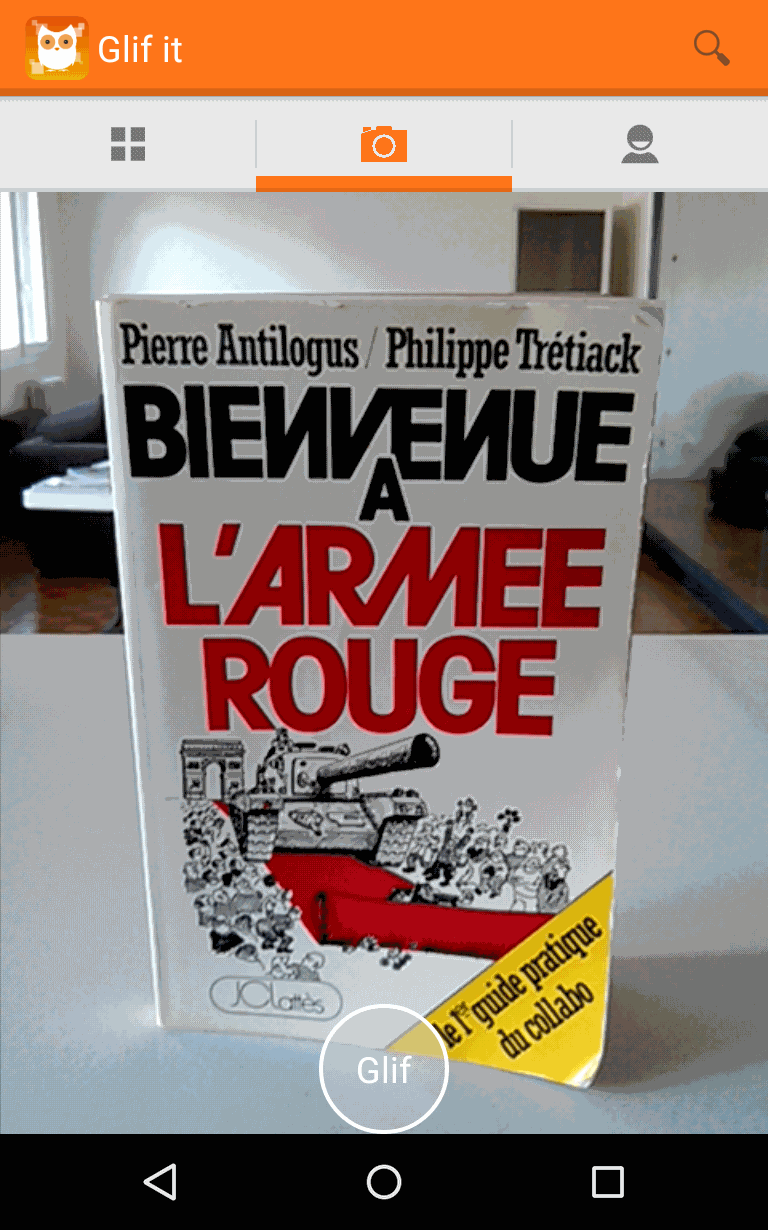 Glif it
Pierre Antilogus / Philippe Trétiack
BIENVENUE
A
L'ARMEE
ROUGE
JCLattès
le 1er guide pratique
du collabo
Glif